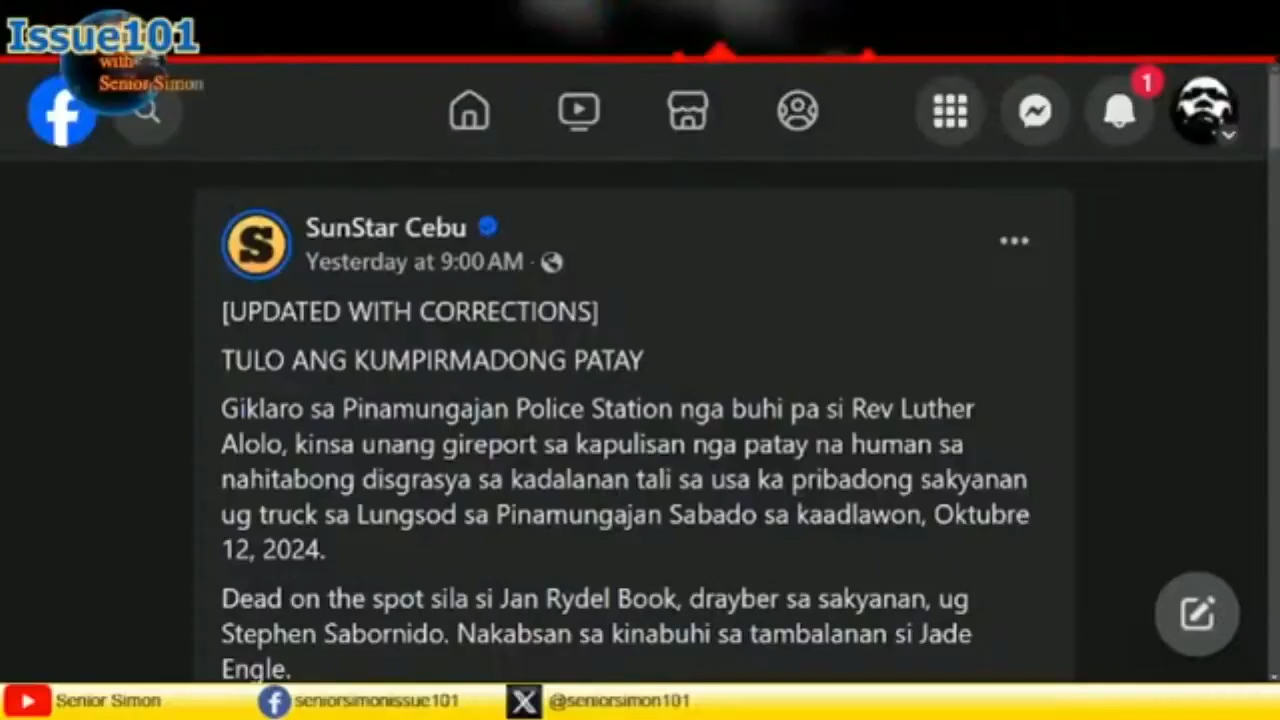 Issue101
with
Senior Simon
1
SunStar Cebu
Yesterday at 9:00 AM ·
[UPDATED WITH CORRECTIONS]
TULO ANG KUMPIRMADONG PATAY
Giklaro sa Pinamungajan Police Station nga buhi pa si Rev Luther
Alolo, kinsa unang gireport sa kapulisan nga patay na human sa
nahitabong disgrasya sa kadalanan tali sa usa ka pribadong sakyanan
ug truck sa Lungsod sa Pinamungajan Sabado sa kaadlawon, Oktubre
12, 2024.
Dead on the spot sila si Jan Rydel Book, drayber sa sakyanan, ug
Stephen Sabornido. Nakabsan sa kinabuhi sa tambalanan si Jade
Engle.
Senior Simon
seniorsimonissue101
@seniorsimon101